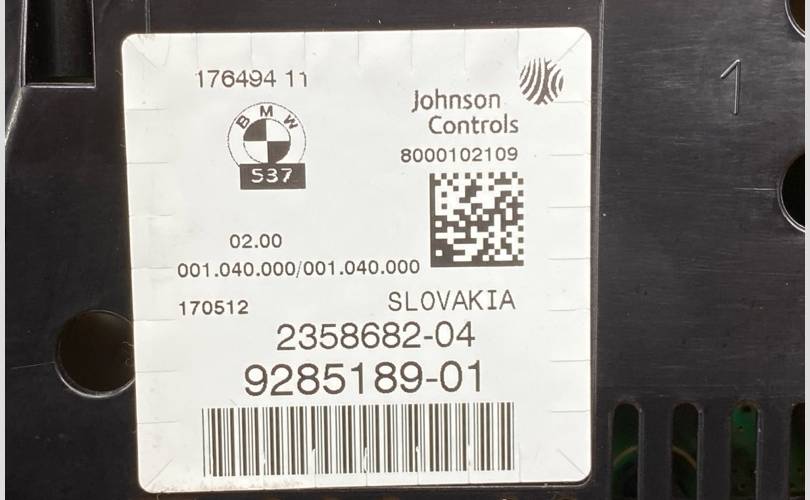 176494 11
BMW
537
Johnson
Controls
8000102109
02.00
001.040.000/001.040.000
170512
SLOVAKIA
2358682-04
9285189-01
1